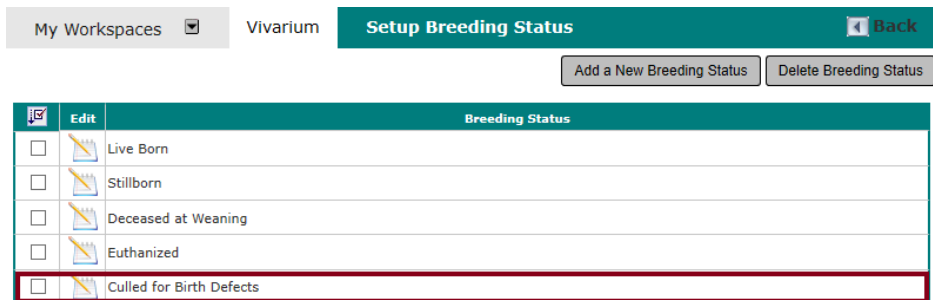 My Workspaces Vivarium Setup Breeding Status Back
Add a New Breeding Status Delete Breeding Status
Edit Breeding Status
Live Born
Stillborn
Deceased at Weaning
Euthanized
Culled for Birth Defects